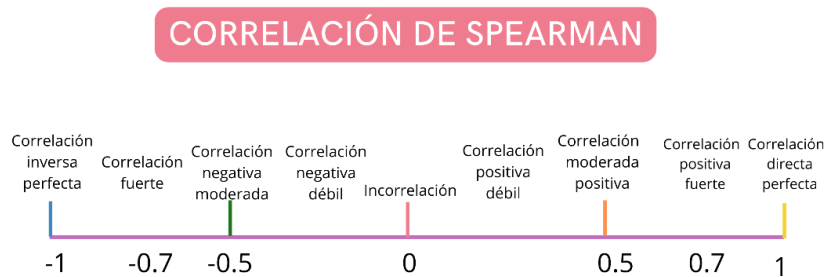 CORRELACIÓN DE SPEARMAN
Correlación
inversa
perfecta
Correlación
fuerte
Correlación
negativa
moderada
Correlación
negativa
débil
Incorrelación
Correlación
positiva
débil
Correlación
moderada
positiva
Correlación
positiva
fuerte
Correlación
directa
perfecta
-1 -0.7 -0.5 0 0.5 0.7 1